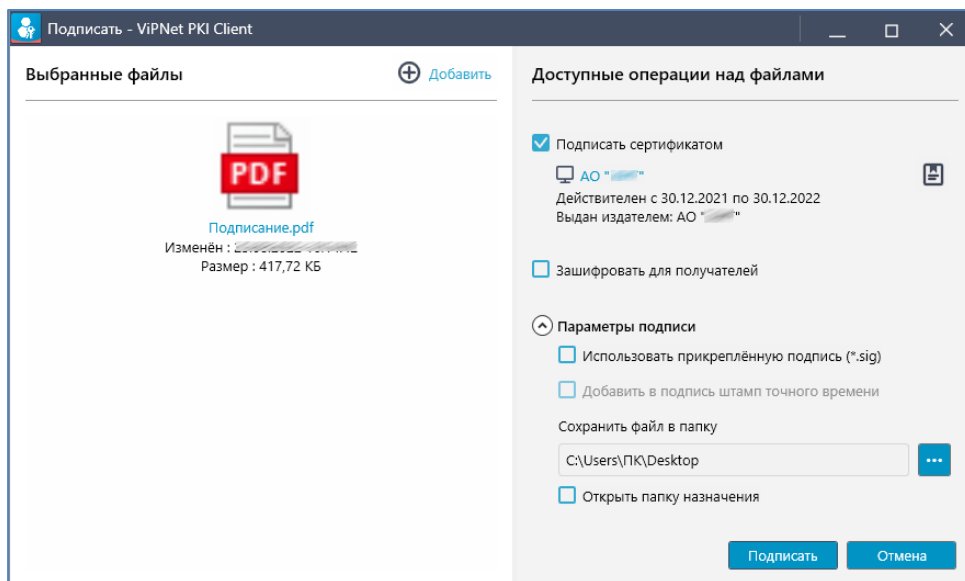 Подписать - ViPNet PKI Client
Выбранные файлы
Добавить
PDF
Подписание.pdf
Изменён :
Размер : 417,72 КБ
Доступные операции над файлами
Подписать сертификатом
АО " "
Действителен с 30.12.2021 по 30.12.2022
Выдан издателем: АО " "
Зашифровать для получателей
Параметры подписи
Использовать прикреплённую подпись (*.sig)
Добавить в подпись штамп точного времени
Сохранить файл в папку
C:\Users\ПК\Desktop
...
Открыть папку назначения
Подписать
Отмена